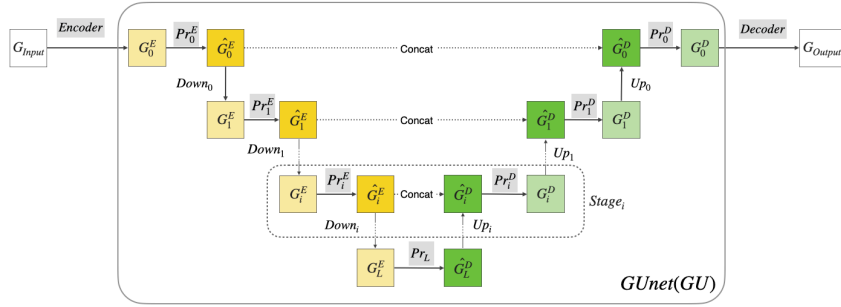 Encoder Pr_0^E Pr_0^D Decoder
G_Input G_0^E Ĝ_0^E Concat Ĝ_0^D G_0^D G_Output
Down_0 Up_0
Pr_1^E Pr_1^D
G_1^E Ĝ_1^E Concat Ĝ_1^D G_1^D
Down_1 Up_1
Pr_i^E Pr_i^D
G_i^E Ĝ_i^E Concat Ĝ_i^D G_i^D Stage_i
Down_i Up_i
Pr_L
G_L^E Ĝ_L^D
GUnet(GU)